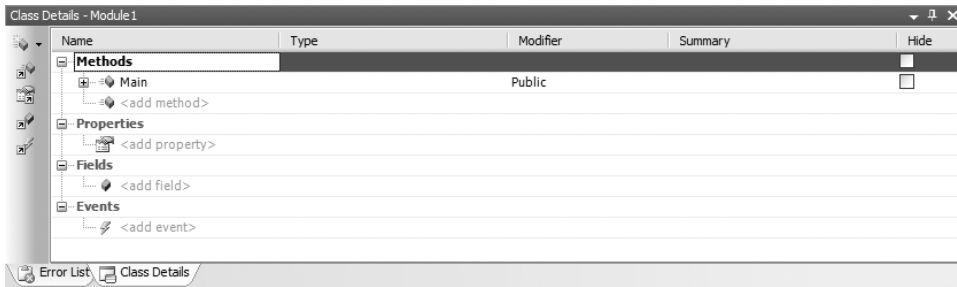 Class Details - Module1
Name Type Modifier Summary Hide
Methods
Main Public
<add method>
Properties
<add property>
Fields
<add field>
Events
<add event>
Error List Class Details